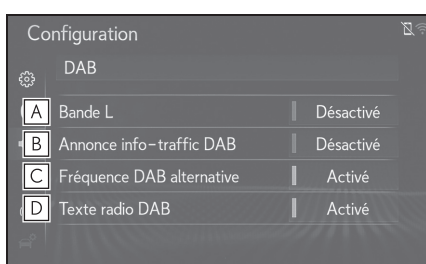 Configuration
DAB
A Bande L Désactivé
B Annonce info-traffic DAB Désactivé
C Fréquence DAB alternative Activé
D Texte radio DAB Activé